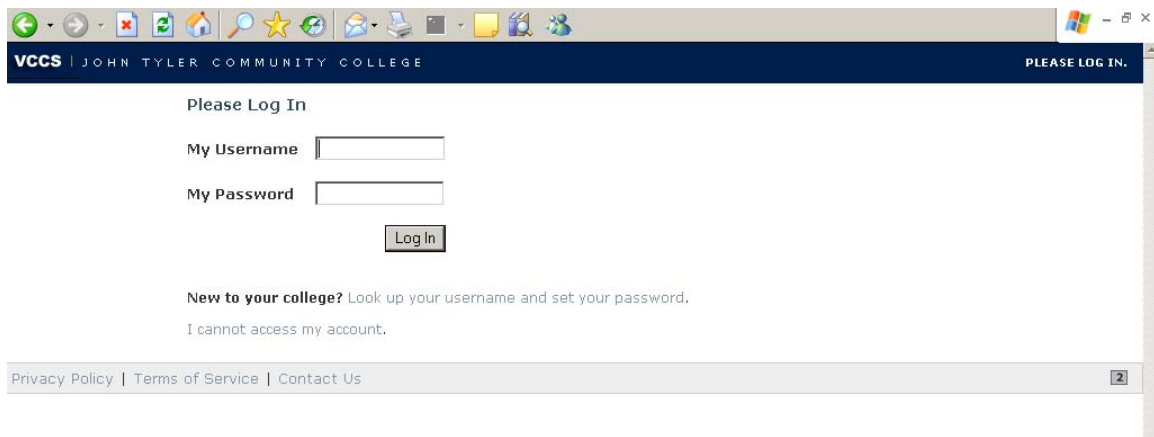 VCCS | JOHN TYLER COMMUNITY COLLEGE PLEASE LOG IN.
Please Log In
My Username
My Password
Log In
New to your college? Look up your username and set your password.
I cannot access my account.
Privacy Policy | Terms of Service | Contact Us 2